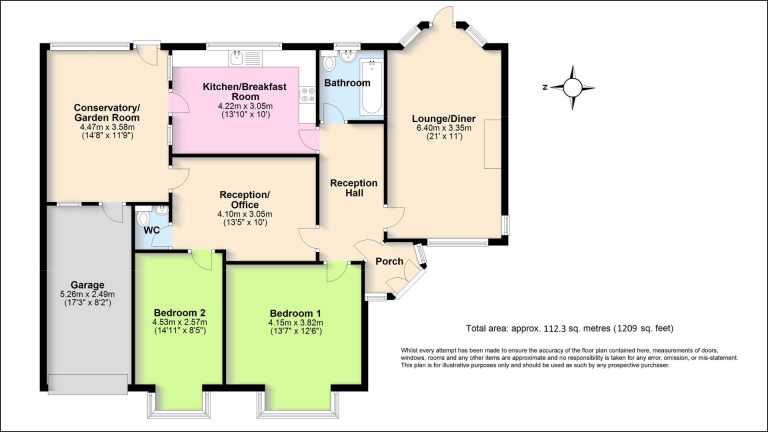 Conservatory/
Garden Room
4.47m x 3.58m
(14'8" x 11'9")
Kitchen/Breakfast
Room
4.22m x 3.05m
(13'10" x 10')
Bathroom
Lounge/Diner
6.40m x 3.35m
(21' x 11')
Z
Reception/
Office
4.10m x 3.05m
(13'5" x 10')
Reception
Hall
WC
Porch
Garage
5.26m x 2.49m
(17'3" x 8'2")
Bedroom 2
4.53m x 2.57m
(14'11" x 8'5")
Bedroom 1
4.15m x 3.82m
(13'7" x 12'6")
Total area: approx. 112.3 sq. metres (1209 sq. feet)
Whilst every attempt has been made to ensure the accuracy of the floor plan contained here, measurements of doors,
windows, rooms and any other items are approximate and no responsibility is taken for any error, omission, or mis-statement.
This plan is for illustrative purposes only and should be used as such by any prospective purchaser.